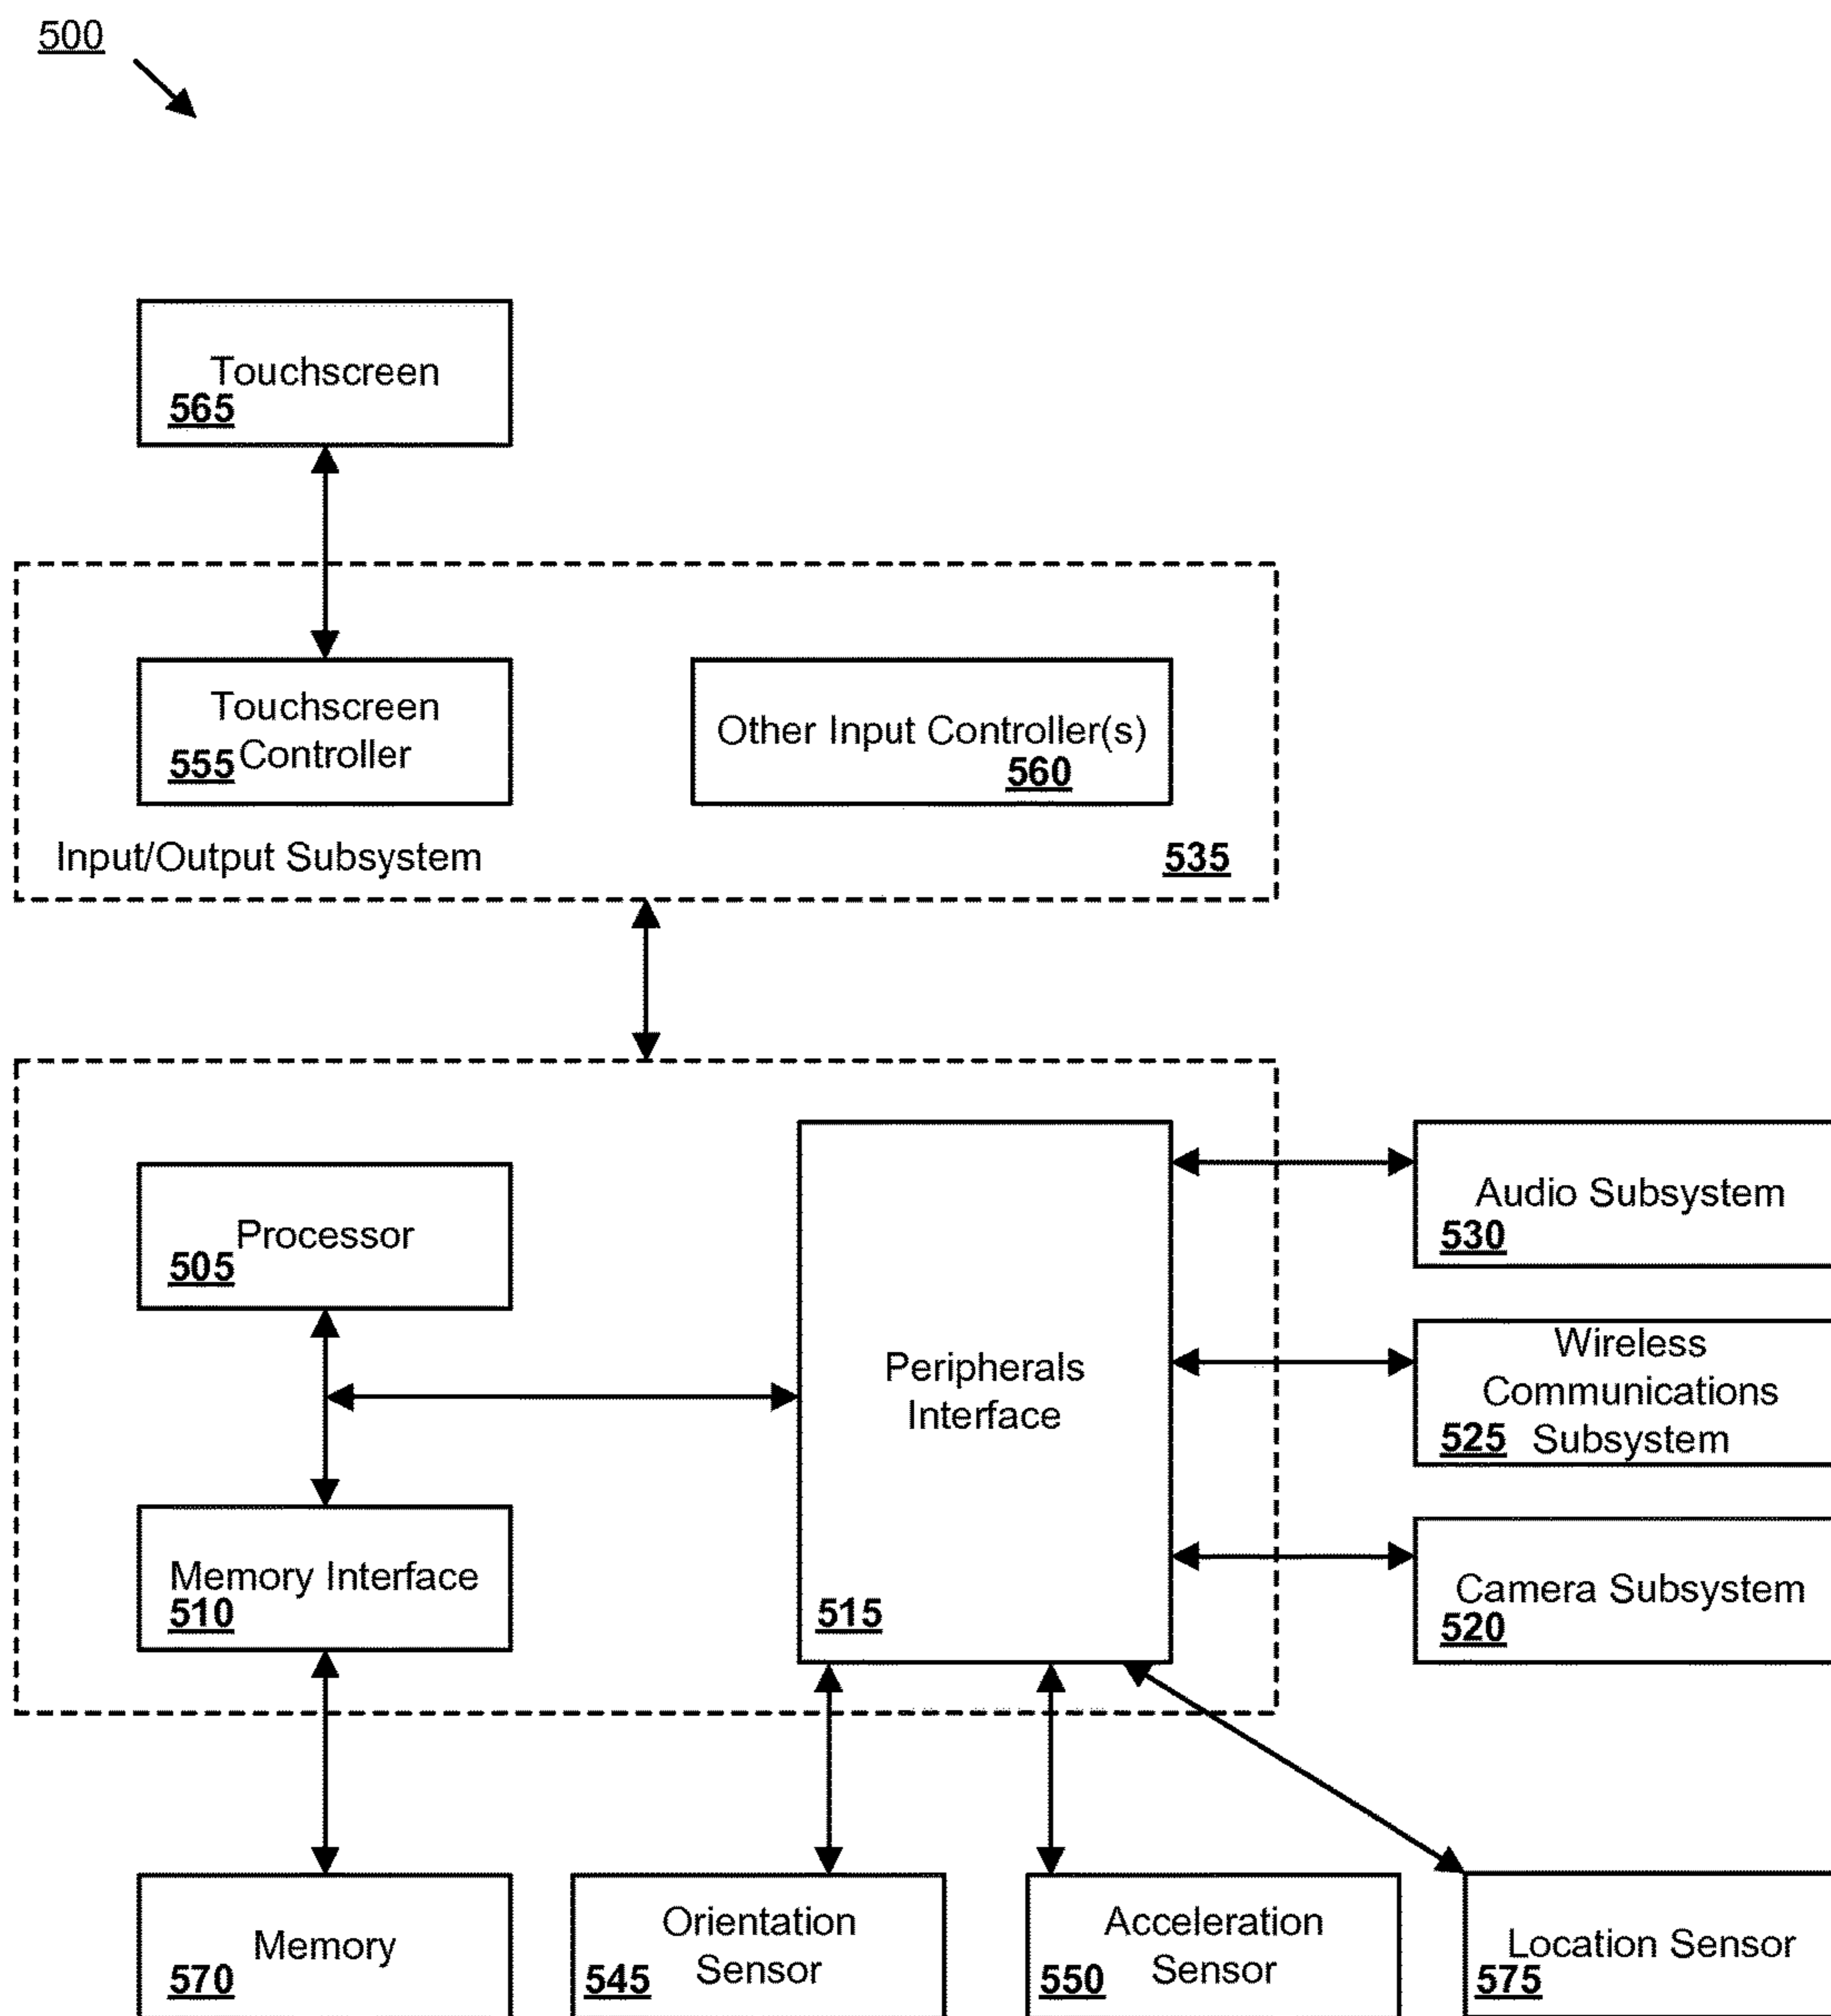 500
Touchscreen
565
Touchscreen
555 Controller
Other Input Controller(s)
560
Input/Output Subsystem
535
Processor
505
Memory Interface
510
Peripherals
Interface
515
Audio Subsystem
530
Wireless
Communications
525 Subsystem
Camera Subsystem
520
Memory
570
Orientation
545 Sensor
Acceleration
550 Sensor
Location Sensor
575